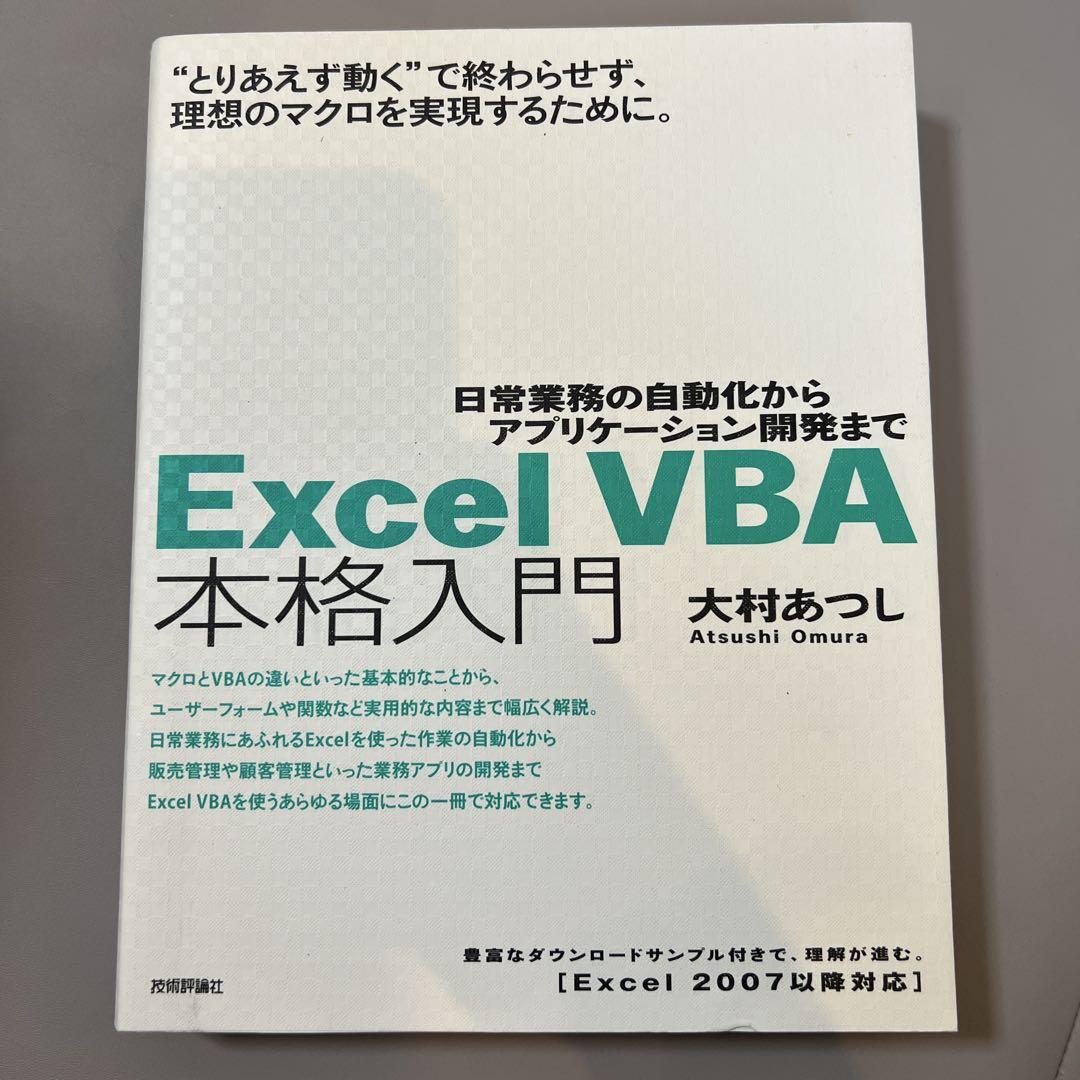 “とりあえず動く”で終わらせず、
理想のマクロを実現するために。
日常業務の自動化から
アプリケーション開発まで
Excel VBA
本格入門
大村あつし
Atsushi Omura
マクロとVBAの違いといった基本的なことから、
ユーザーフォームや関数など実用的な内容まで幅広く解説。
日常業務にあふれるExcelを使った作業の自動化から
販売管理や顧客管理といった業務アプリの開発まで
Excel VBAを使うあらゆる場面にこの一冊で対応できます。
豊富なダウンロードサンプル付きで、理解が進む。
[Excel 2007以降対応]
技術評論社